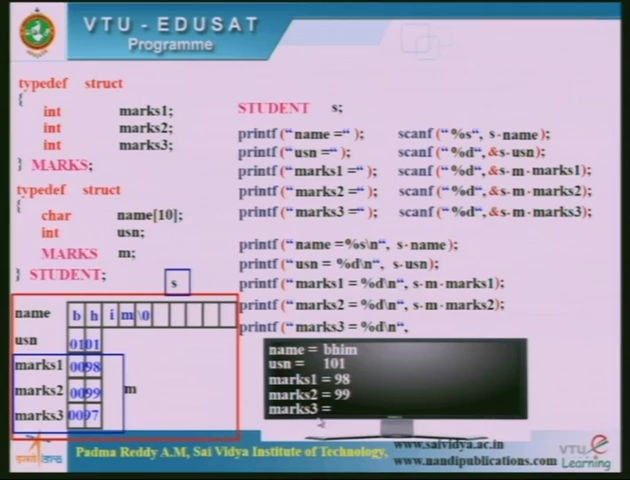 VTU - EDUSAT
Programme
typedef struct
{
int marks1;
int marks2;
int marks3;
} MARKS;
typedef struct
{
char name[10];
int usn;
MARKS m;
} STUDENT;
STUDENT s;
printf (“name =“ ); scanf (“%s“, s·name);
printf (“usn =“ ); scanf (“%d“,&s·usn);
printf (“marks1 =“ ); scanf (“%d“,&s·m·marks1);
printf (“marks2 =“ ); scanf (“%d“,&s·m·marks2);
printf (“marks3 =“ ); scanf (“%d“,&s·m·marks3);
printf (“name =%s\n“, s·name);
printf (“usn = %d\n“, s·usn);
printf (“marks1 = %d\n“, s·m·marks1);
printf (“marks2 = %d\n“, s·m·marks2);
printf (“marks3 = %d\n“,
s
name b h i m \0
usn 0101
marks1 0098
marks2 0099 m
marks3 0097
name = bhim
usn = 101
marks1 = 98
marks2 = 99
marks3 =
Padma Reddy A.M, Sai Vidya Institute of Technology,
www.saividya.ac.in
www.nandipublications.com
VTU e
Learning